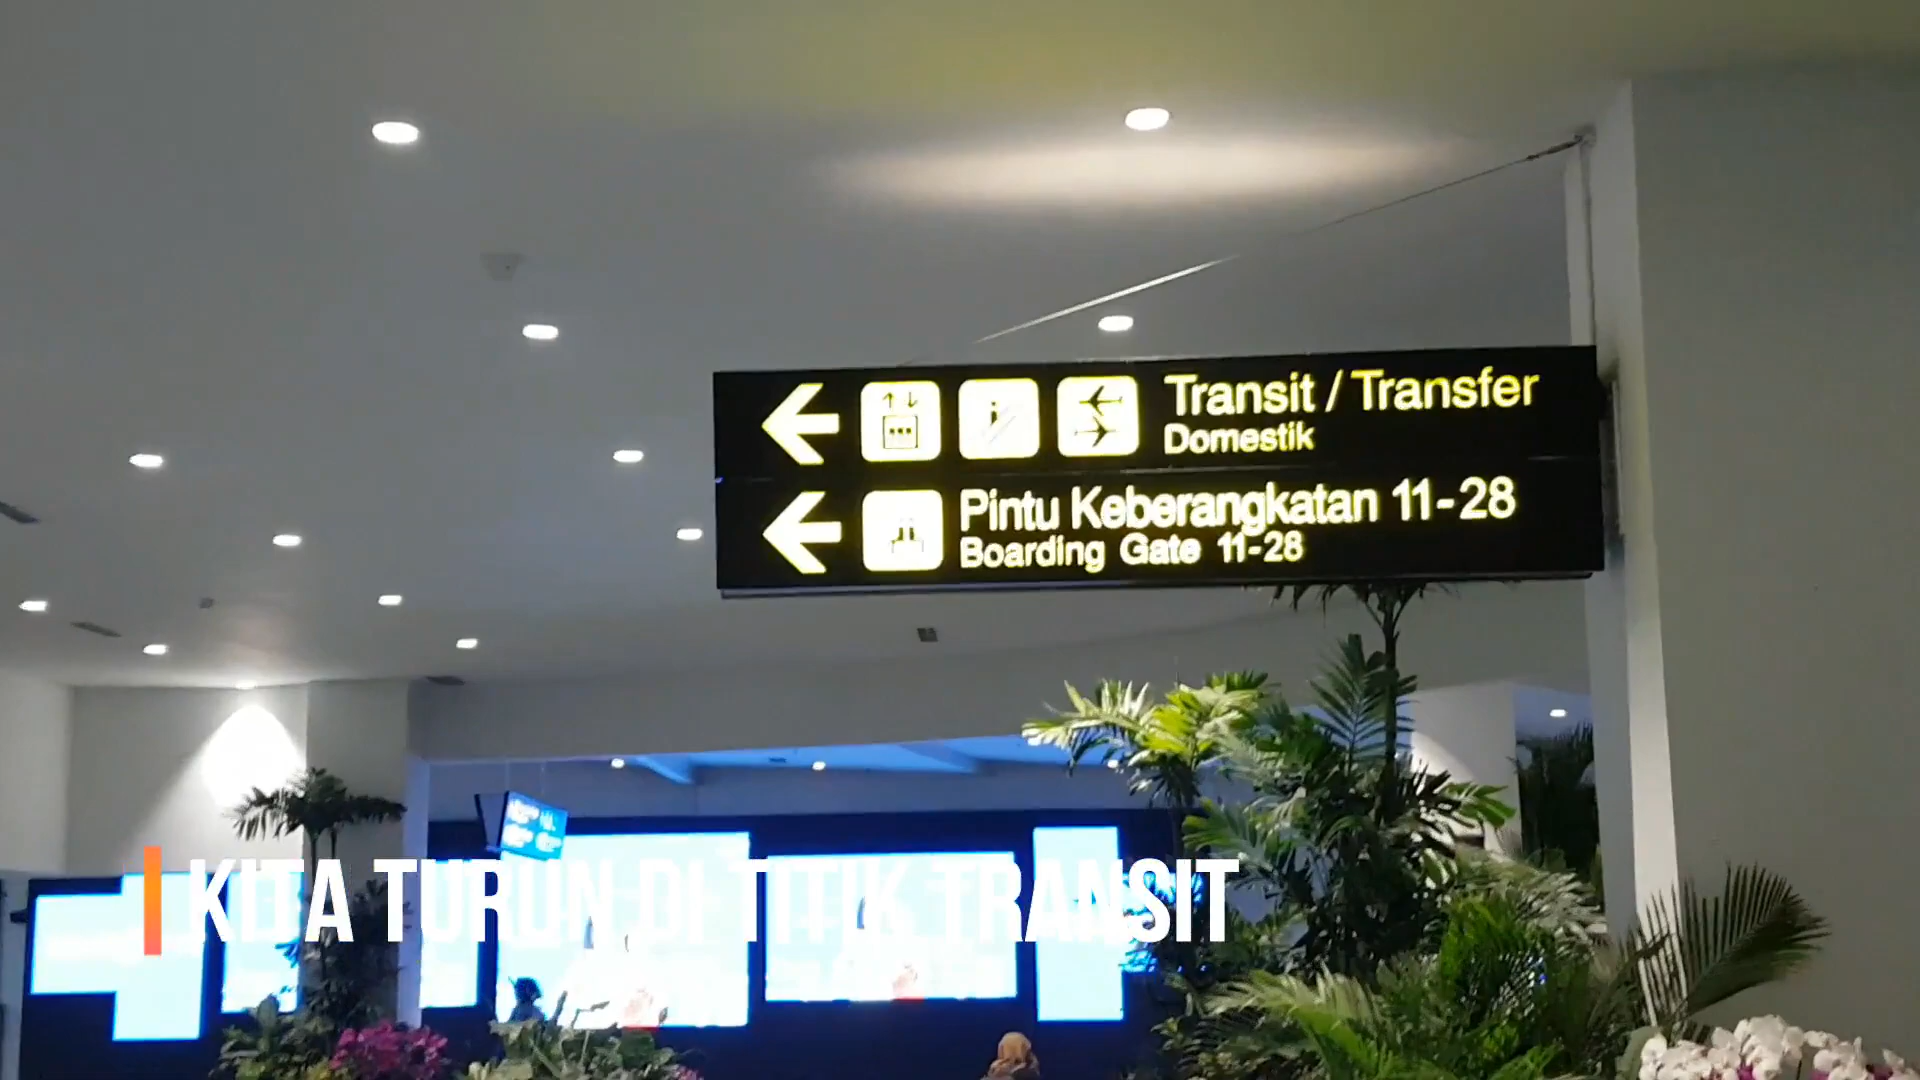 Transit / Transfer
Domestik
Pintu Keberangkatan 11-28
Boarding Gate 11-28
KITA TURUN DI TITIK TRANSIT